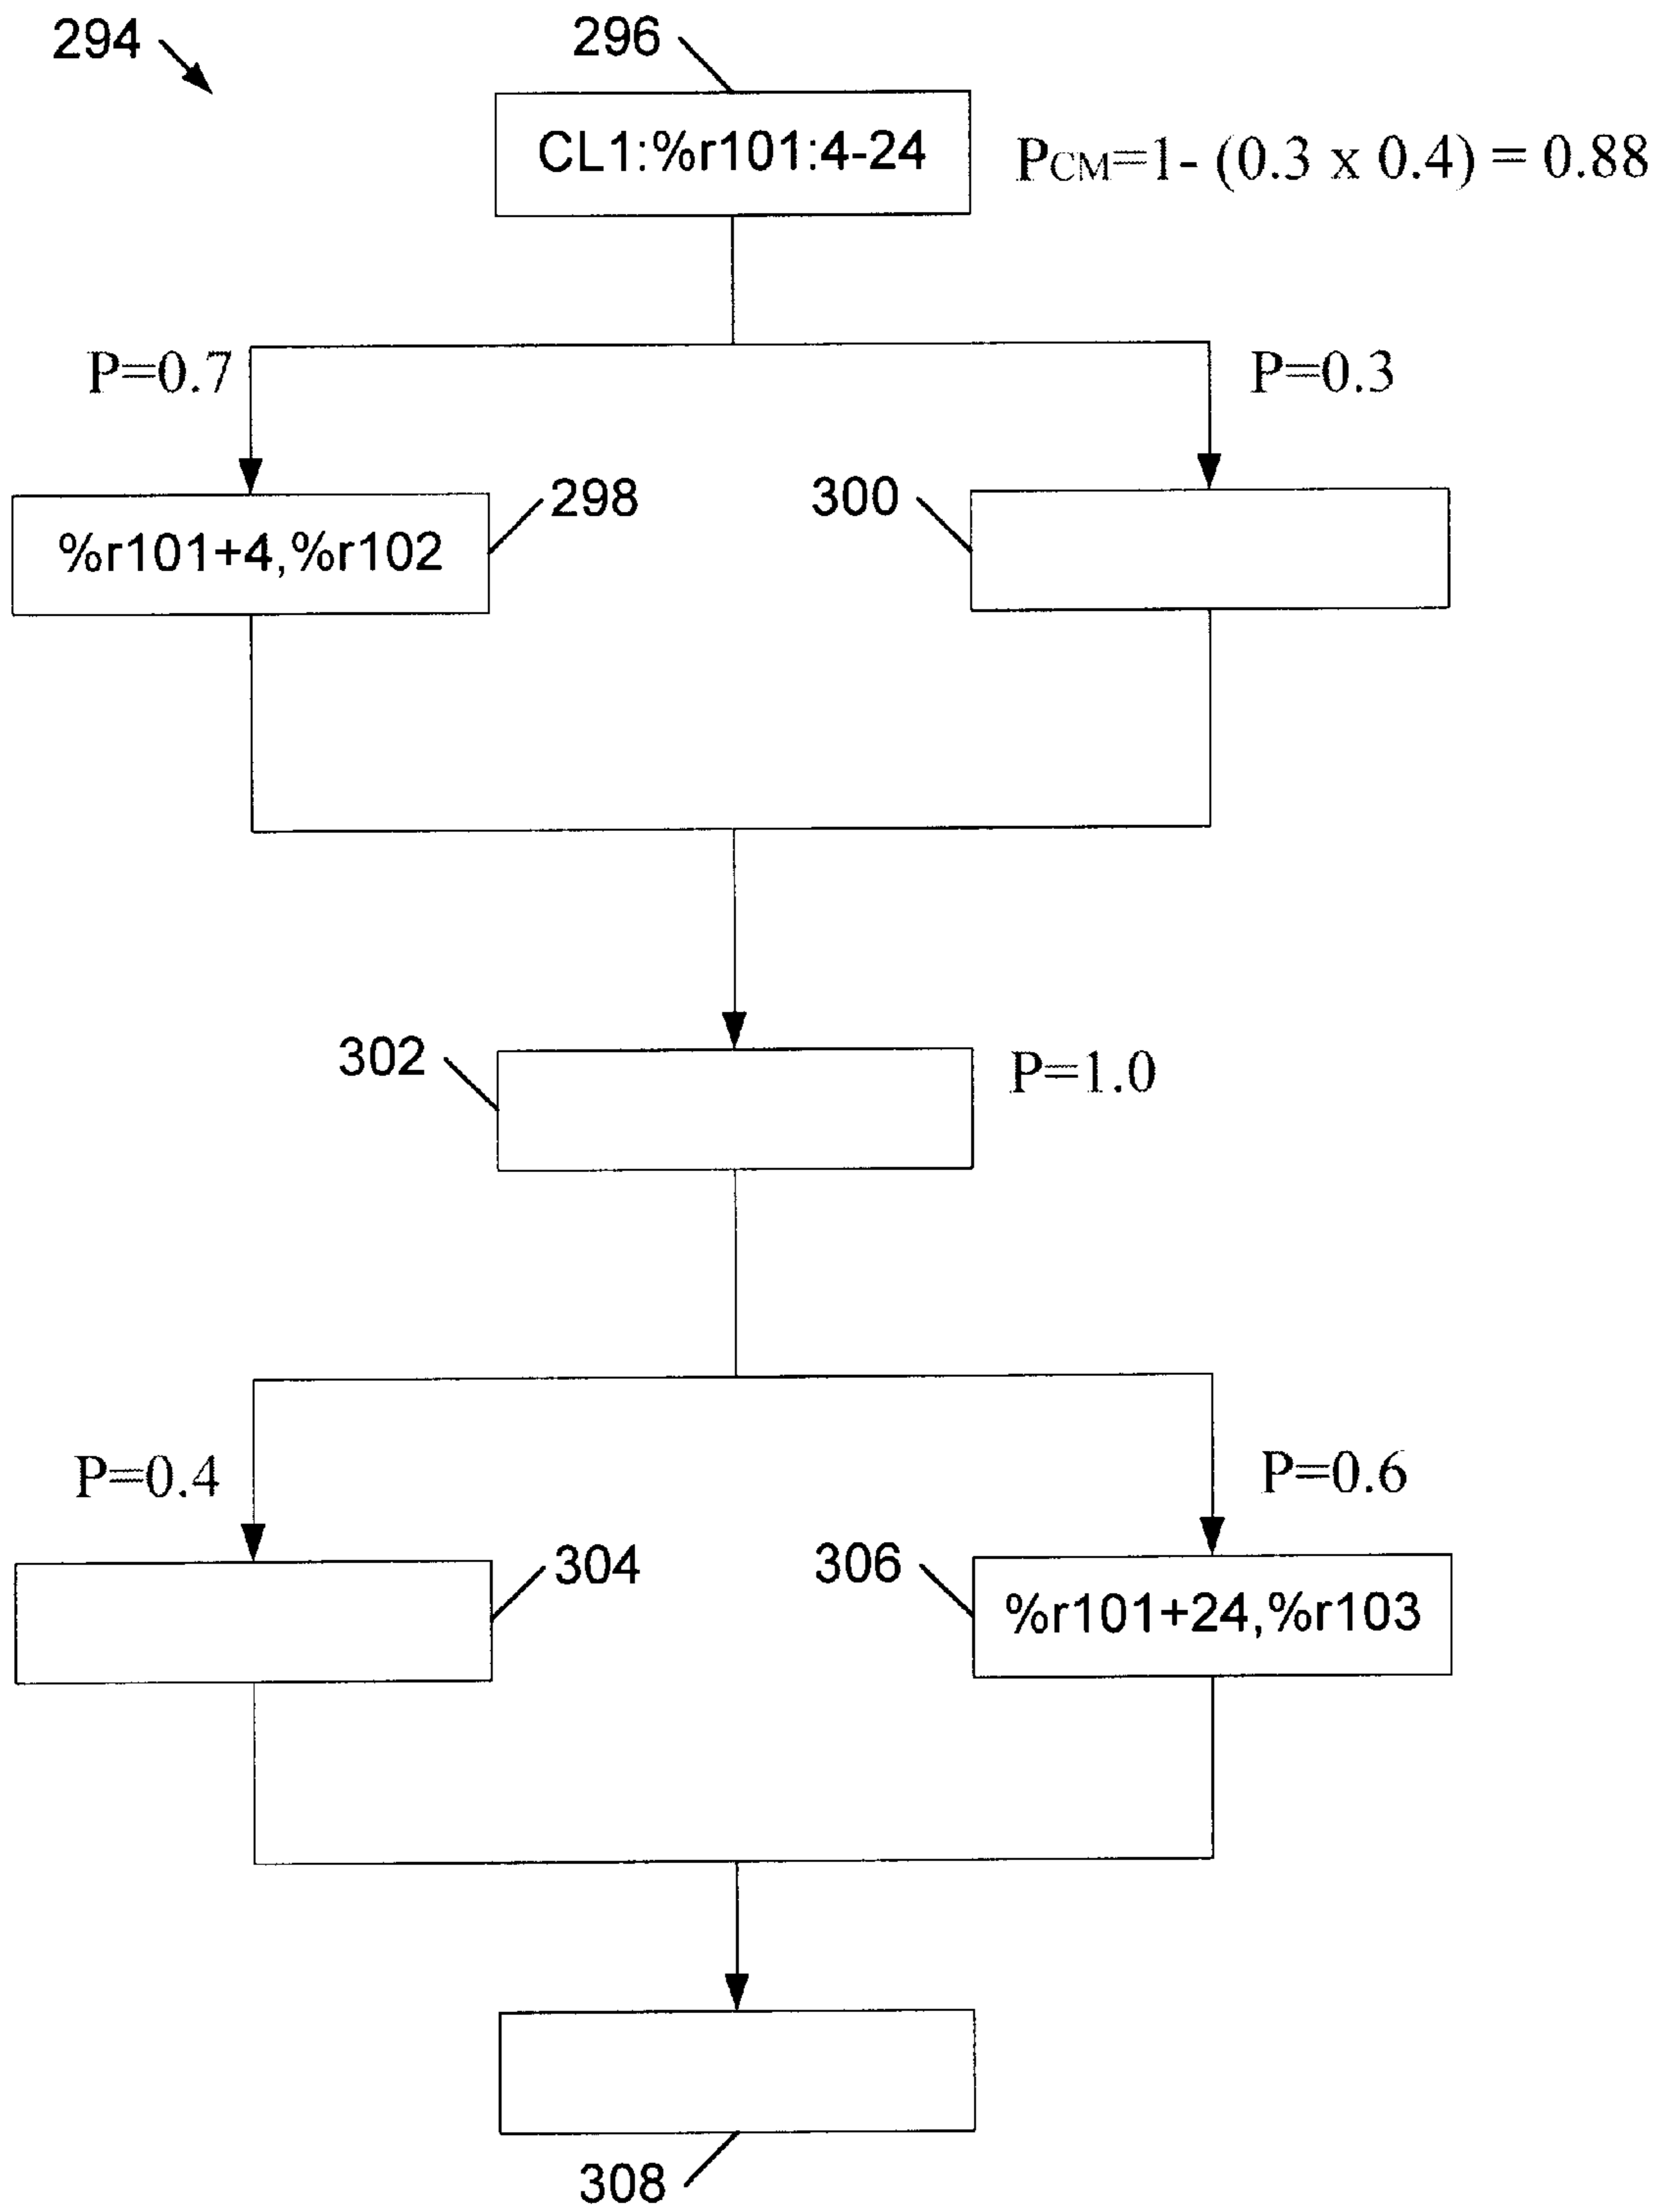 294
296
CL1:%r101:4-24
PCM=1- (0.3 x 0.4) = 0.88
P=0.7
P=0.3
298
300
%r101+4,%r102
302
P=1.0
P=0.4
P=0.6
304
306
%r101+24,%r103
308